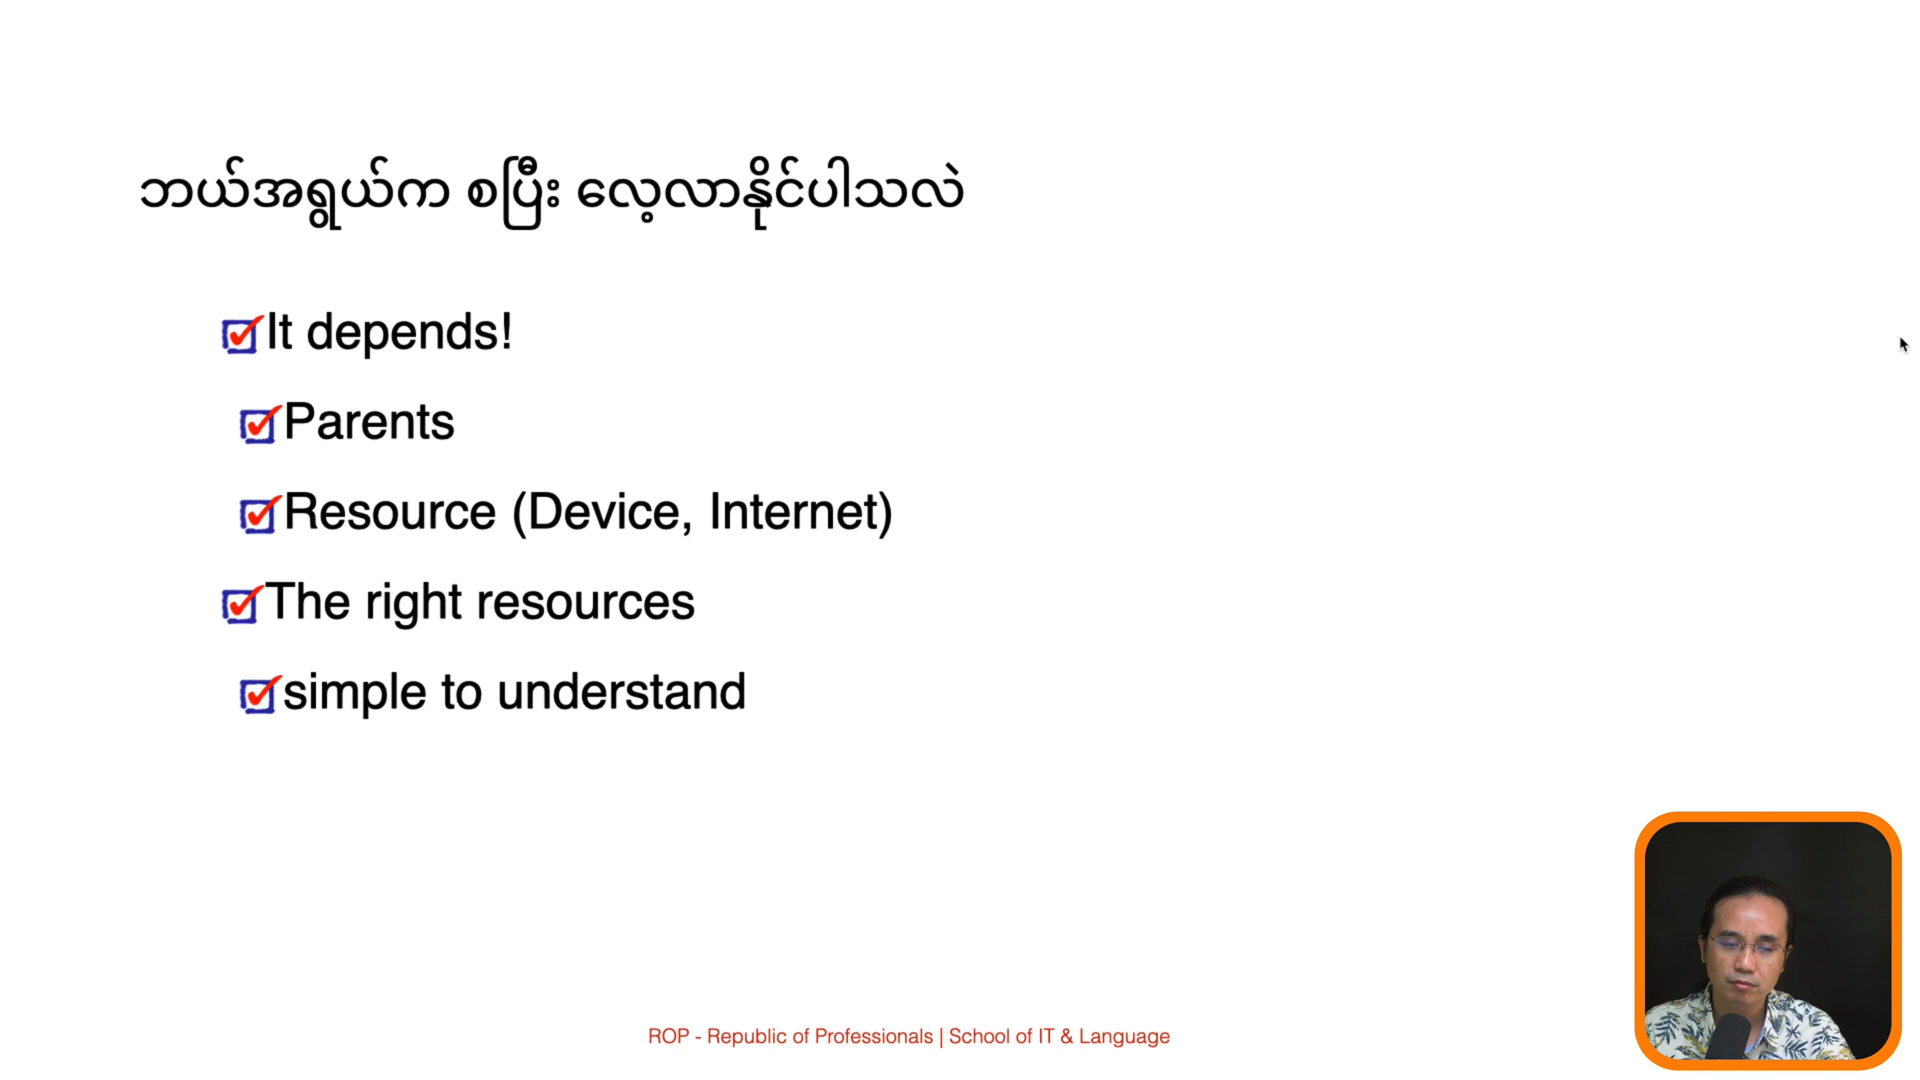 ဘယ်အရွယ်က စပြီး လေ့လာနိုင်ပါသလဲ
It depends!
Parents
Resource (Device, Internet)
The right resources
simple to understand
ROP - Republic of Professionals | School of IT & Language